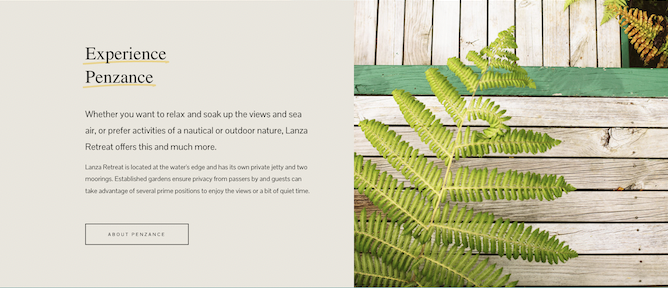 Experience
Penzance
Whether you want to relax and soak up the views and sea
air, or prefer activities of a nautical or outdoor nature, Lanza
Retreat offers this and much more.
Lanza Retreat is located at the water's edge and has its own private jetty and two
moorings. Established gardens ensure privacy from passers by and guests can
take advantage of several prime positions to enjoy the views or a bit of quiet time.
ABOUT PENZANCE